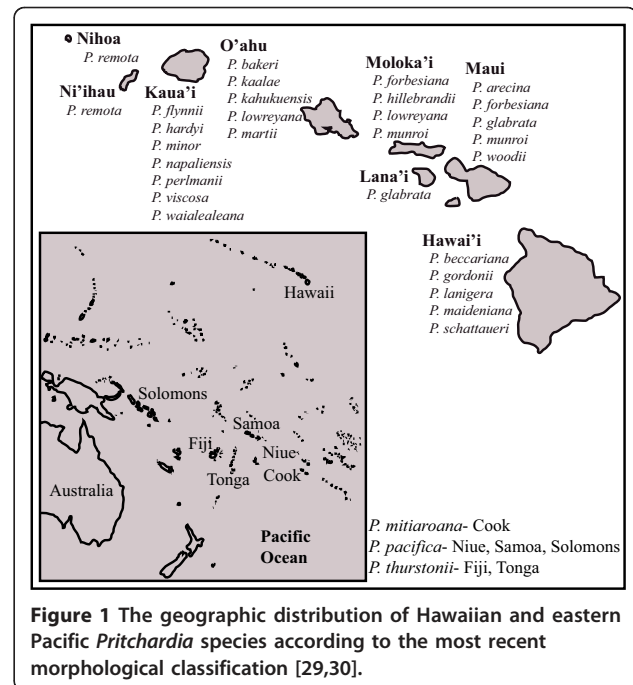 Nihoa
P. remota
Ni'ihau
P. remota
Kaua'i
P. flynnii
P. hardyi
P. minor
P. napaliensis
P. perlmanii
P. viscosa
P. waialealeana
O'ahu
P. bakeri
P. kaalae
P. kahukuensis
P. lowreyana
P. martii
Moloka'i
P. forbesiana
P. hillebrandii
P. lowreyana
P. munroi
Maui
P. arecina
P. forbesiana
P. glabrata
P. munroi
P. woodii
Lana'i
P. glabrata
Hawai'i
P. beccariana
P. gordonii
P. lanigera
P. maideniana
P. schattaueri
Hawaii
Solomons
Samoa
Fiji
Niue
Tonga
Cook
Australia
Pacific
Ocean
P. mitiaroana- Cook
P. pacifica- Niue, Samoa, Solomons
P. thurstonii- Fiji, Tonga
Figure 1 The geographic distribution of Hawaiian and eastern
Pacific Pritchardia species according to the most recent
morphological classification [29,30].